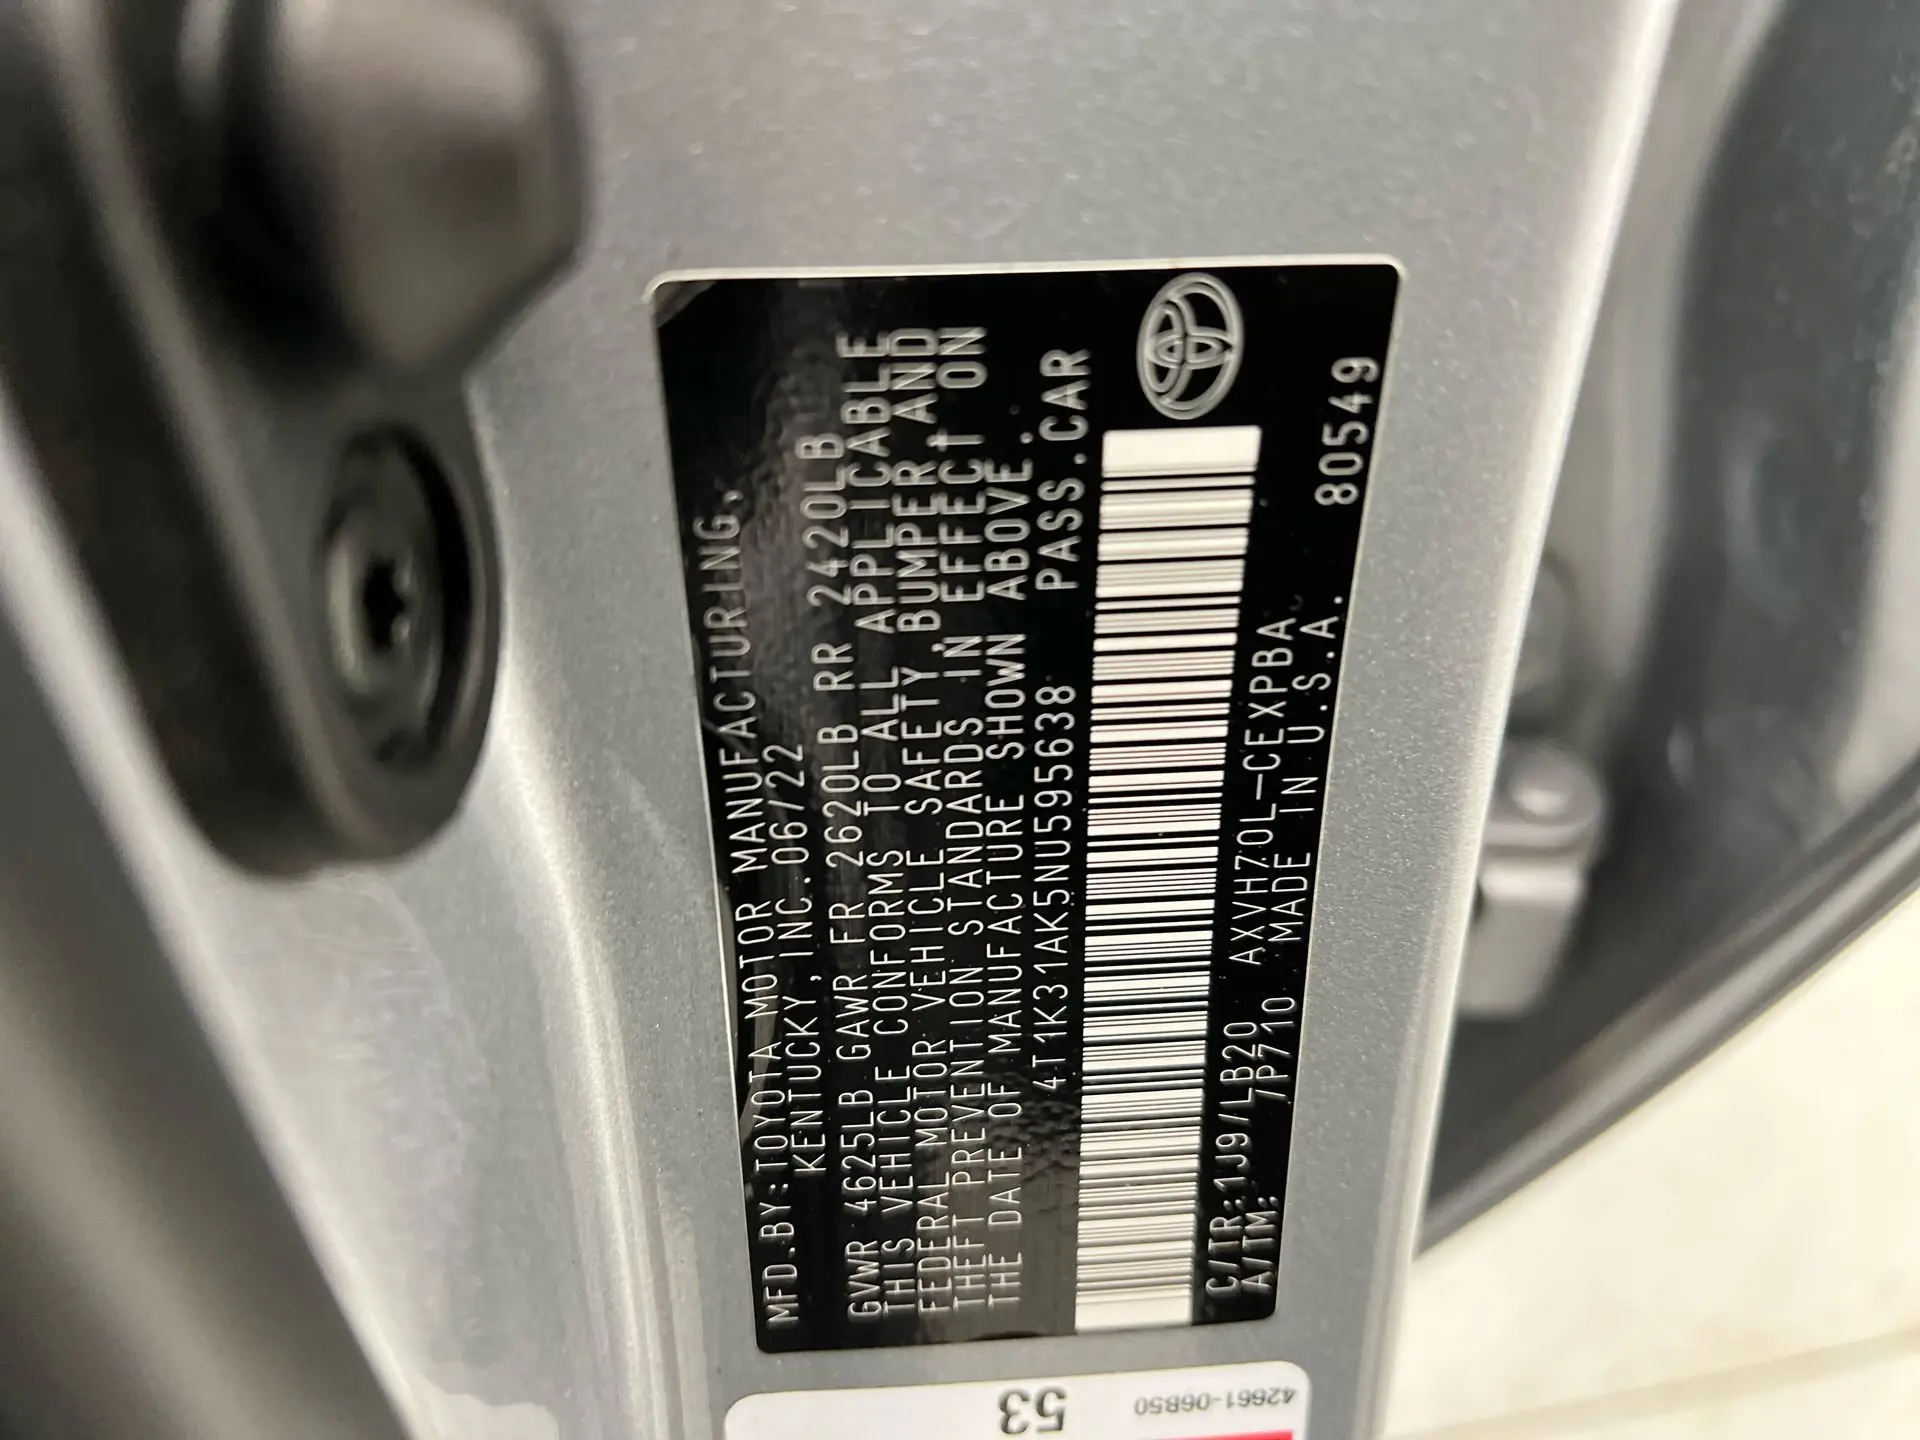 MFD.BY:TOYOTA MOTOR MANUFACTURING,
KENTUCKY,INC.06/22
GVWR 4625LB GAWR FR 2620LB RR 2420LB
THIS VEHICLE CONFORMS TO ALL APPLICABLE
FEDERAL MOTOR VEHICLE SAFETY,BUMPER AND
THEFT PREVENTION STANDARDS IN EFFECT ON
THE DATE OF MANUFACTURE SHOWN ABOVE.
4T1K31AK5NU595638 PASS.CAR
C/TR:1J9/LB20 AXVH70L-CEXPBA
A/TM: 7P710 MADE IN U.S.A. 80549
53
42661-06B50